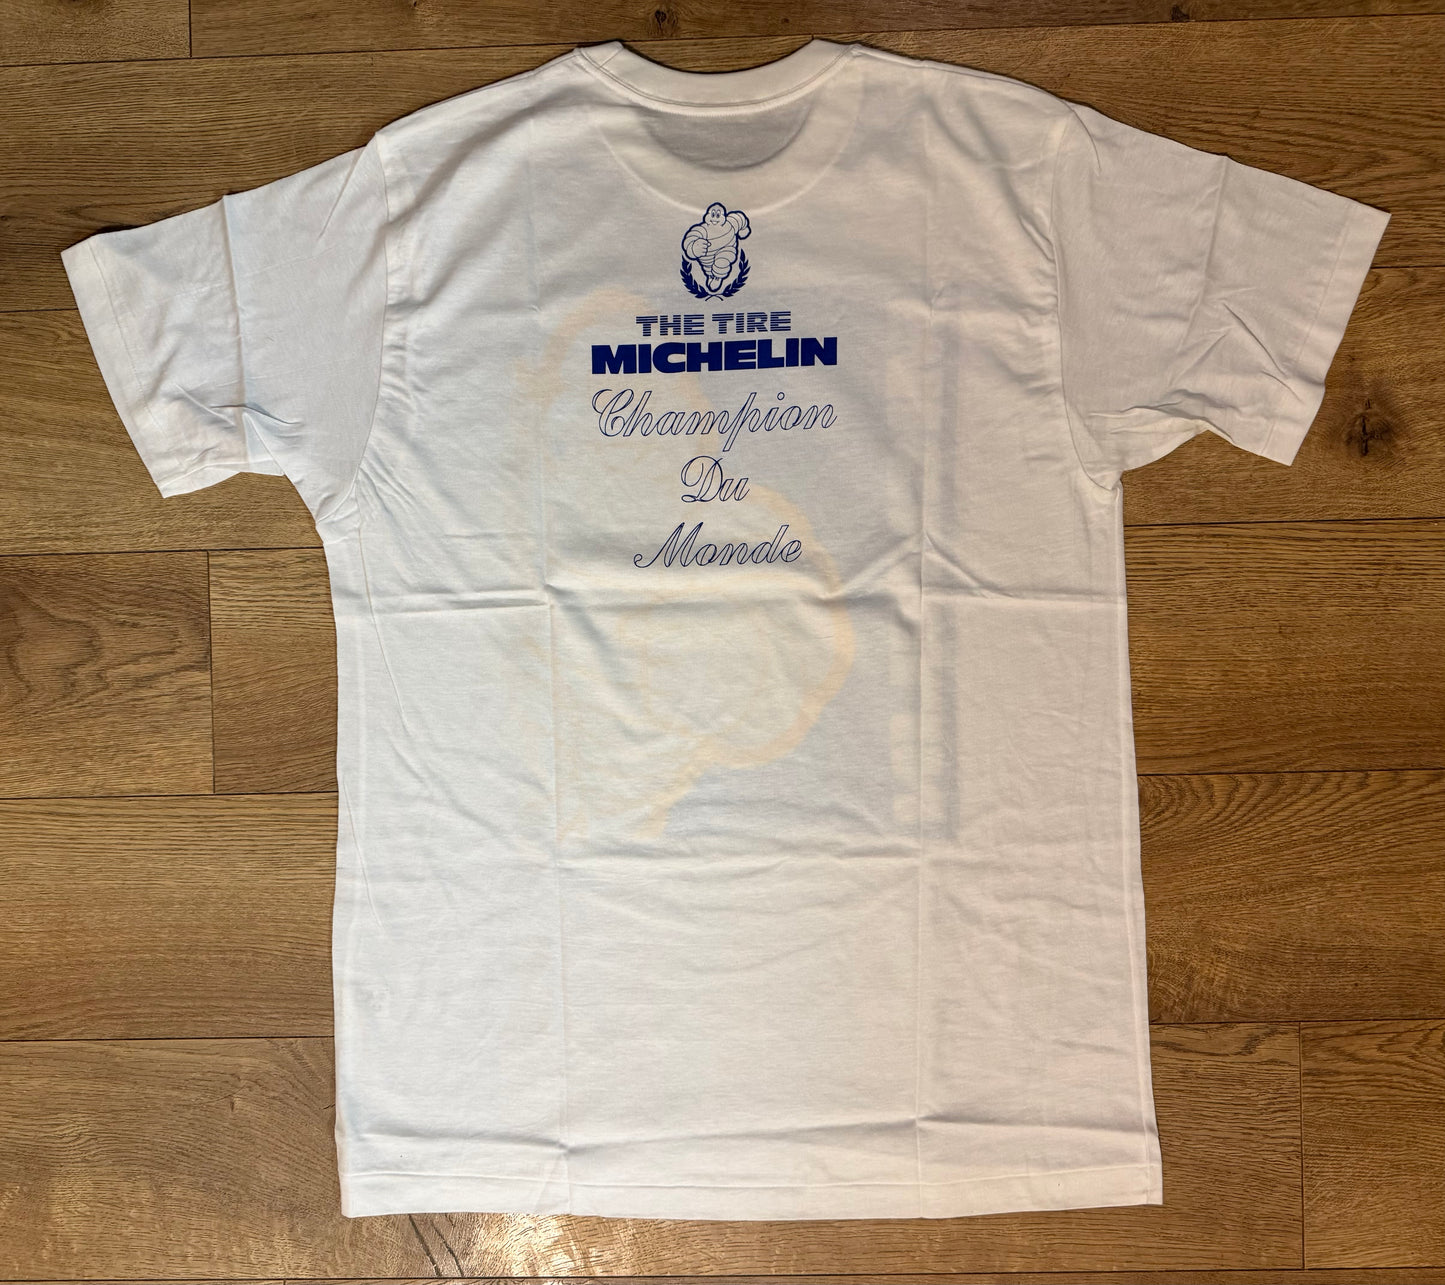 THE TIRE
MICHELIN
Champion
Du
Monde